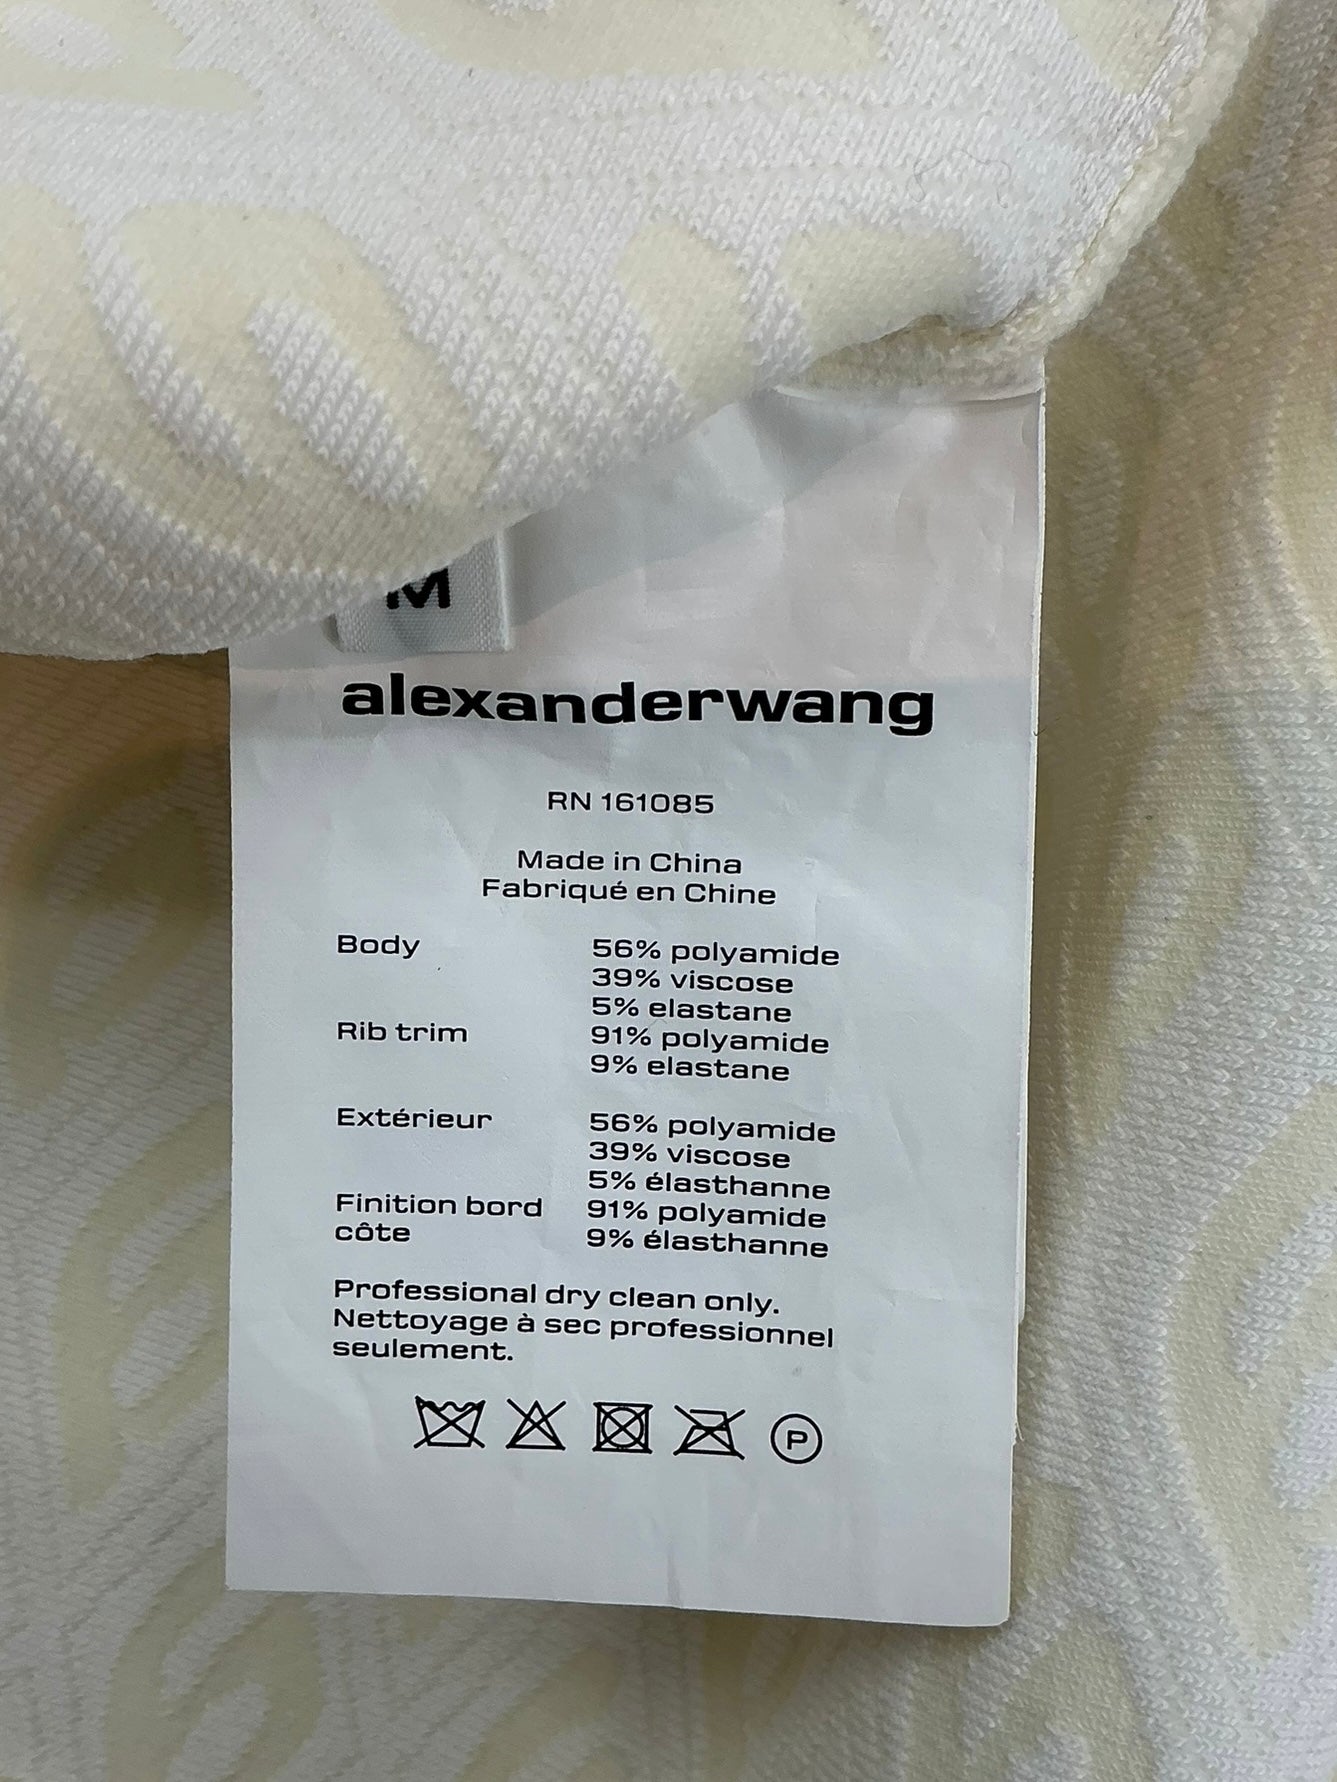 M
alexanderwang
RN 161085
Made in China
Fabriqué en Chine
Body 56% polyamide
39% viscose
5% elastane
Rib trim 91% polyamide
9% elastane
Extérieur 56% polyamide
39% viscose
5% élasthanne
Finition bord 91% polyamide
côte 9% élasthanne
Professional dry clean only.
Nettoyage à sec professionnel
seulement.
P